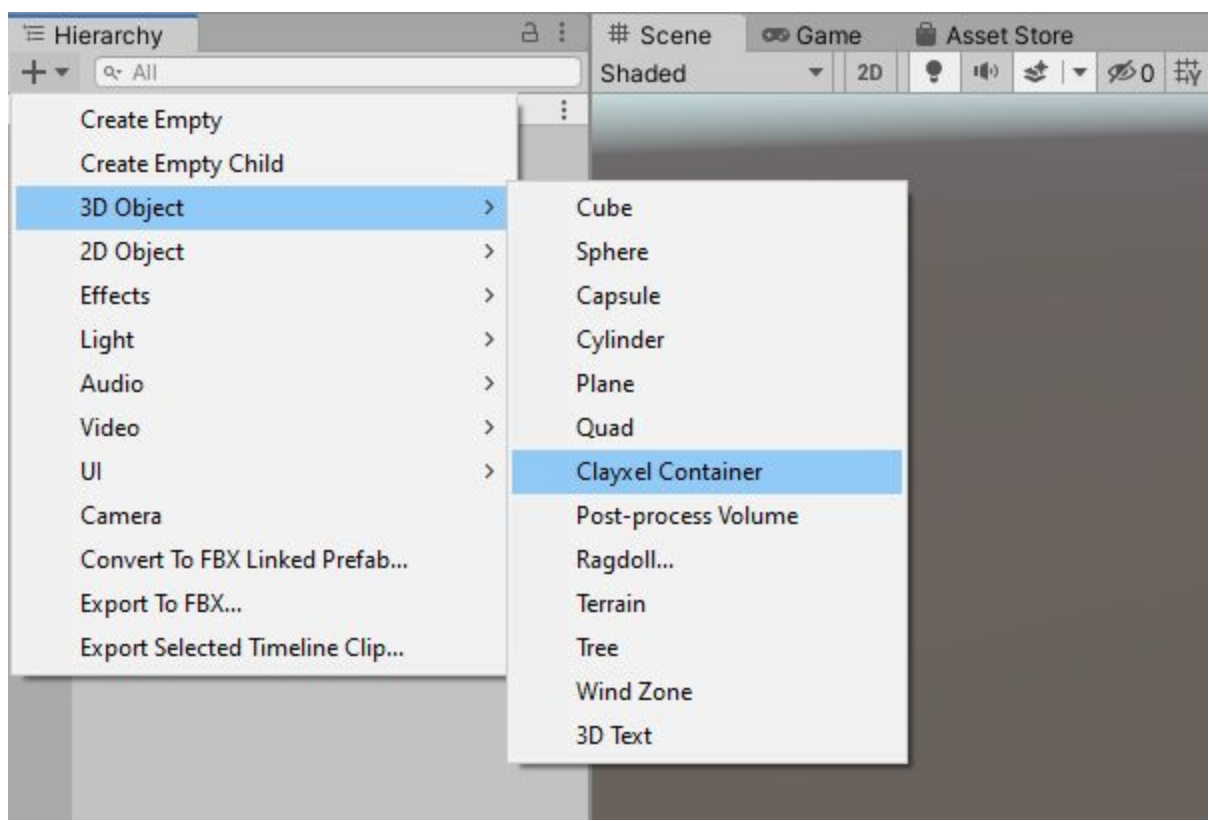 Hierarchy
Scene
Game
Asset Store
All
Shaded
2D
0
Create Empty
Create Empty Child
3D Object
2D Object
Effects
Light
Audio
Video
UI
Camera
Convert To FBX Linked Prefab...
Export To FBX...
Export Selected Timeline Clip...
Cube
Sphere
Capsule
Cylinder
Plane
Quad
Clayxel Container
Post-process Volume
Ragdoll...
Terrain
Tree
Wind Zone
3D Text